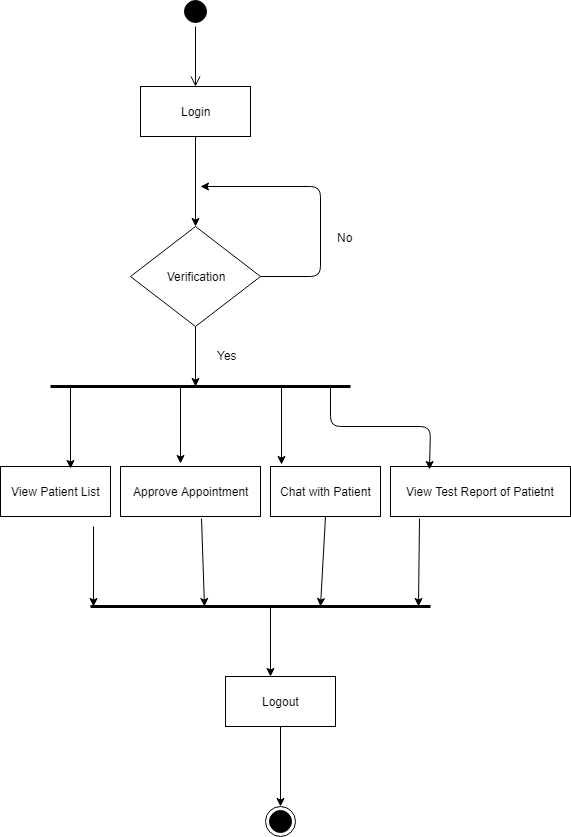 Login
No
Verification
Yes
View Patient List
Approve Appointment
Chat with Patient
View Test Report of Patietnt
Logout